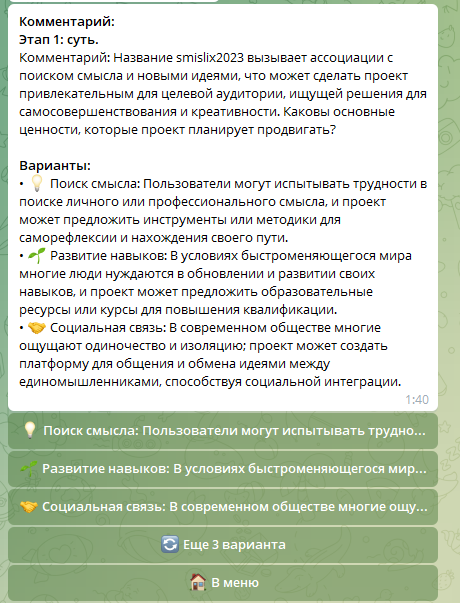 Комментарий:
Этап 1: суть.
Комментарий: Название smislix2023 вызывает ассоциации с
поиском смысла и новыми идеями, что может сделать проект
привлекательным для целевой аудитории, ищущей решения для
самосовершенствования и креативности. Каковы основные
ценности, которые проект планирует продвигать?
Варианты:
• 💡 Поиск смысла: Пользователи могут испытывать трудности в
поиске личного или профессионального смысла, и проект
может предложить инструменты или методики для
саморефлексии и нахождения своего пути.
• 🌱 Развитие навыков: В условиях быстроменяющегося мира
многие люди нуждаются в обновлении и развитии своих
навыков, и проект может предложить образовательные
ресурсы или курсы для повышения квалификации.
• 🤝 Социальная связь: В современном обществе многие
ощущают одиночество и изоляцию; проект может создать
платформу для общения и обмена идеями между
единомышленниками, способствуя социальной интеграции.
1:40
💡 Поиск смысла: Пользователи могут испытывать трудно...
🌱 Развитие навыков: В условиях быстроменяющегося мир...
🤝 Социальная связь: В современном обществе многие ощу...
🔄 Еще 3 варианта
🏠 В меню